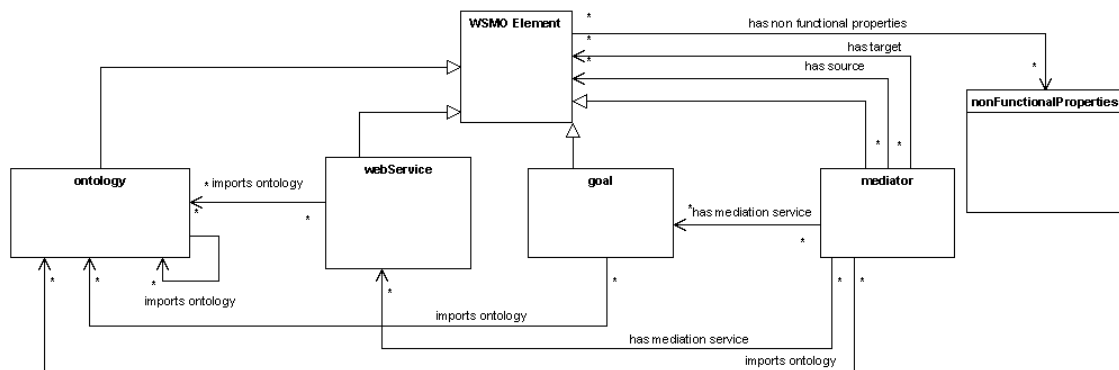 WSMO Element
*
has non functional properties
*
has target
*
has source
*
nonFunctionalProperties
*
*
ontology
webService
goal
mediator
* imports ontology
*
*
*
has mediation service
*
*
*
*
imports ontology
*
*
*
*
*
imports ontology
has mediation service
imports ontology